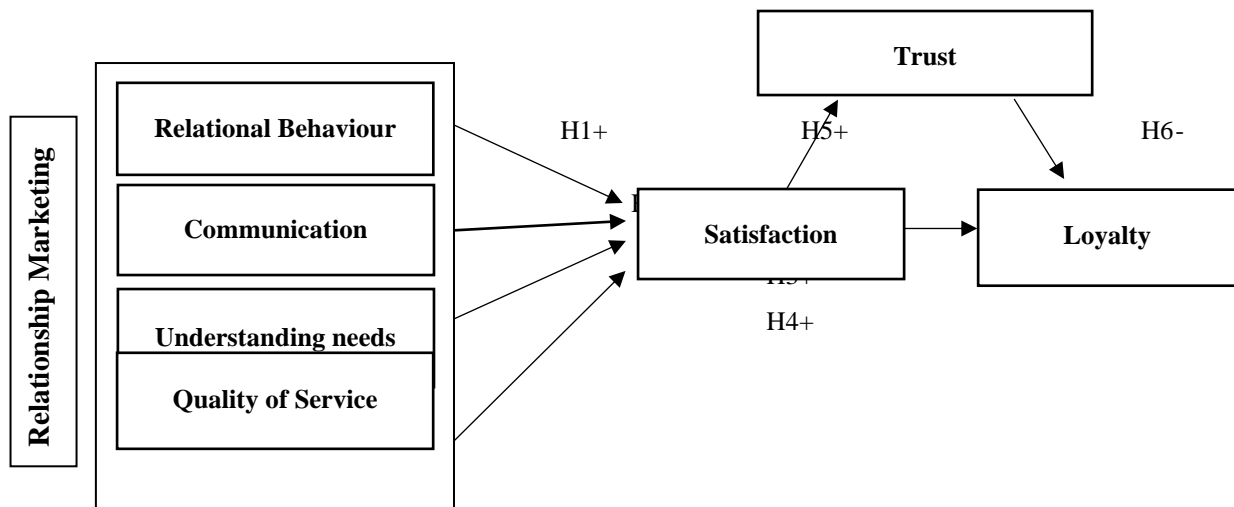 Trust
Relational Behaviour
H1+
H5+
H6-
Relationship Marketing
Communication
Satisfaction
Loyalty
Understanding needs
H4+
Quality of Service